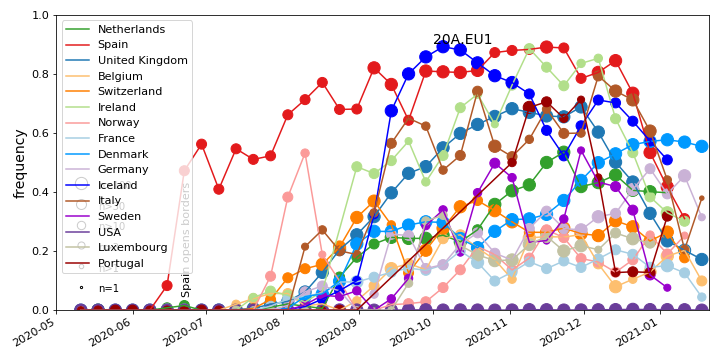 20A.EU1
frequency
1.0
0.8
0.6
0.4
0.2
0.0
Netherlands
Spain
United Kingdom
Belgium
Switzerland
Ireland
Norway
France
Denmark
Germany
Iceland
Italy
Sweden
USA
Luxembourg
Portugal
n=1
Spain opens borders
2020-05
2020-06
2020-07
2020-08
2020-09
2020-10
2020-11
2020-12
2021-01